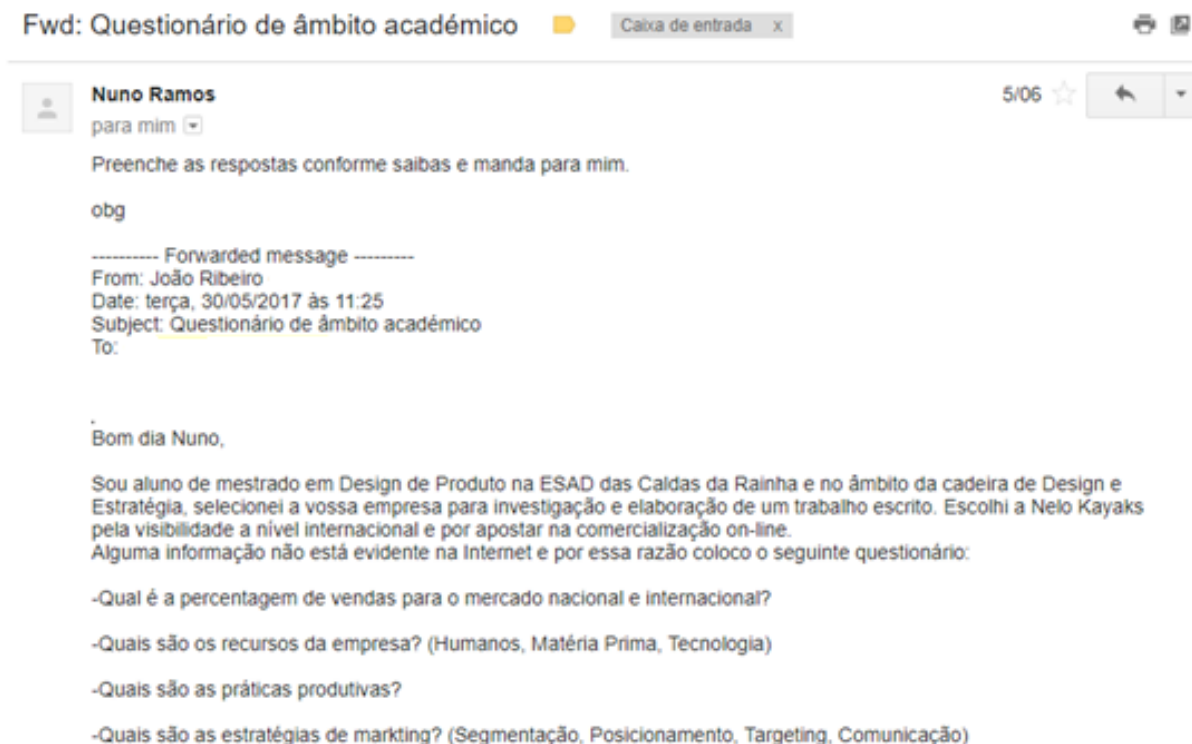 Fwd: Questionário de âmbito académico
Caixa de entrada x
Nuno Ramos
5/06
para mim
Preenche as respostas conforme saibas e manda para mim.
obg
---------- Forwarded message ---------
From: João Ribeiro
Date: terça, 30/05/2017 às 11:25
Subject: Questionário de âmbito académico
To:
.
Bom dia Nuno,
Sou aluno de mestrado em Design de Produto na ESAD das Caldas da Rainha e no âmbito da cadeira de Design e
Estratégia, selecionei a vossa empresa para investigação e elaboração de um trabalho escrito. Escolhi a Nelo Kayaks
pela visibilidade a nível internacional e por apostar na comercialização on-line.
Alguma informação não está evidente na Internet e por essa razão coloco o seguinte questionário:
-Qual é a percentagem de vendas para o mercado nacional e internacional?
-Quais são os recursos da empresa? (Humanos, Matéria Prima, Tecnologia)
-Quais são as práticas produtivas?
-Quais são as estratégias de markting? (Segmentação, Posicionamento, Targeting, Comunicação)